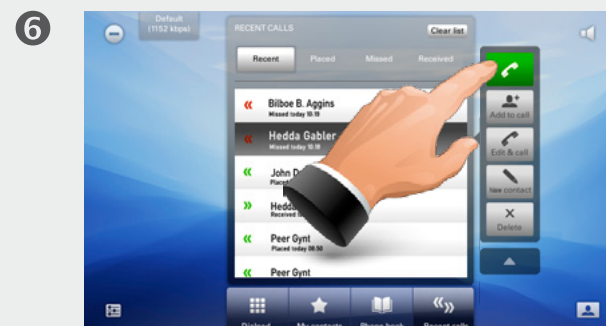 6
Default
(1152 kbps)
RECENT CALLS
Clear list
Recent Placed Missed Received
Bilboe B. Aggins
Missed today 10:19
Hedda Gabler
Missed today 10:18
John
Hedda
Received
Peer Gynt
Placed today 08:50
Peer Gynt
Add to call
Edit & call
New contact
Delete
Dialpad My contacts Phone book Recent calls